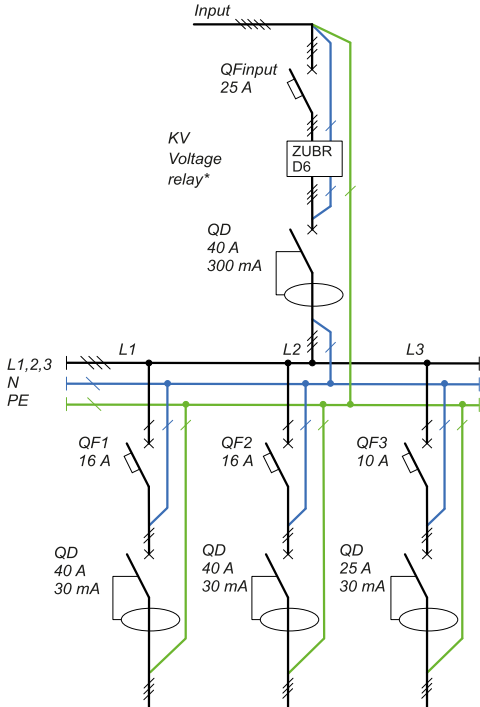 Input
QFinput
25 A
KV
Voltage
relay*
ZUBR
D6
QD
40 A
300 mA
L1
L2
L3
L1,2,3
N
PE
QF1
16 A
QF2
16 A
QF3
10 A
QD
40 A
30 mA
QD
40 A
30 mA
QD
25 A
30 mA